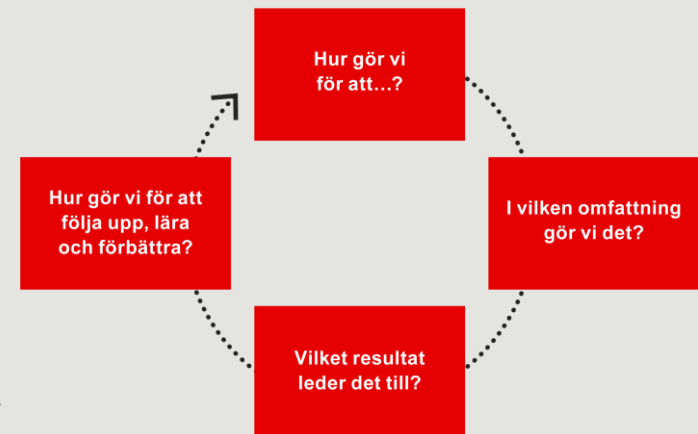 Hur gör vi
för att...?
I vilken omfattning
gör vi det?
Vilket resultat
leder det till?
Hur gör vi för att
följa upp, lära
och förbättra?